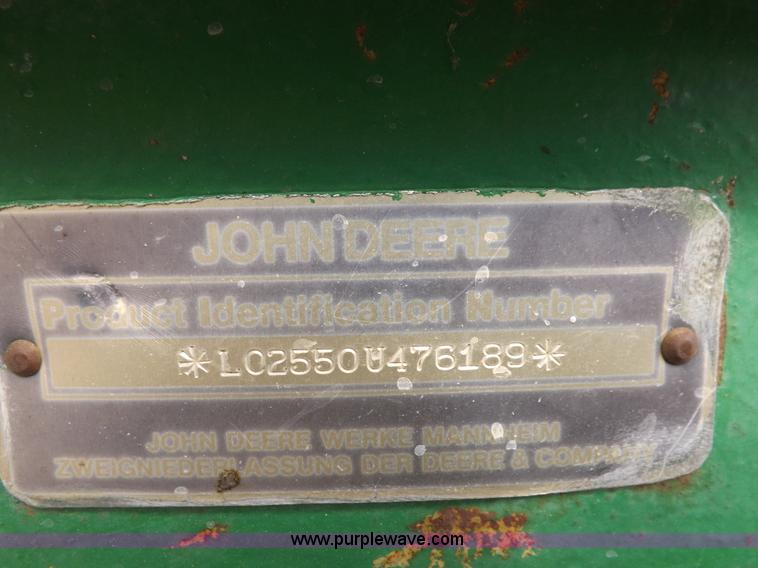 JOHN DEERE
Product Identification Number
*L02550U476189*
JOHN DEERE WERKE MANNHEIM
ZWEIGNIEDERLASSUNG DER DEERE & COMPANY
www.purplewave.com